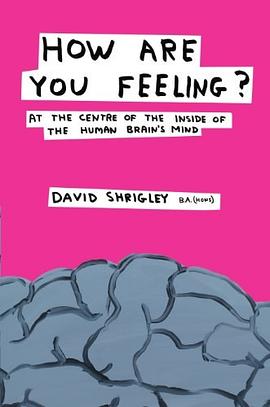 HOW ARE
YOU FEELING?
AT THE CENTRE OF THE INSIDE OF
THE HUMAN BRAIN'S MIND
DAVID SHRIGLEY B.A.(HONS)